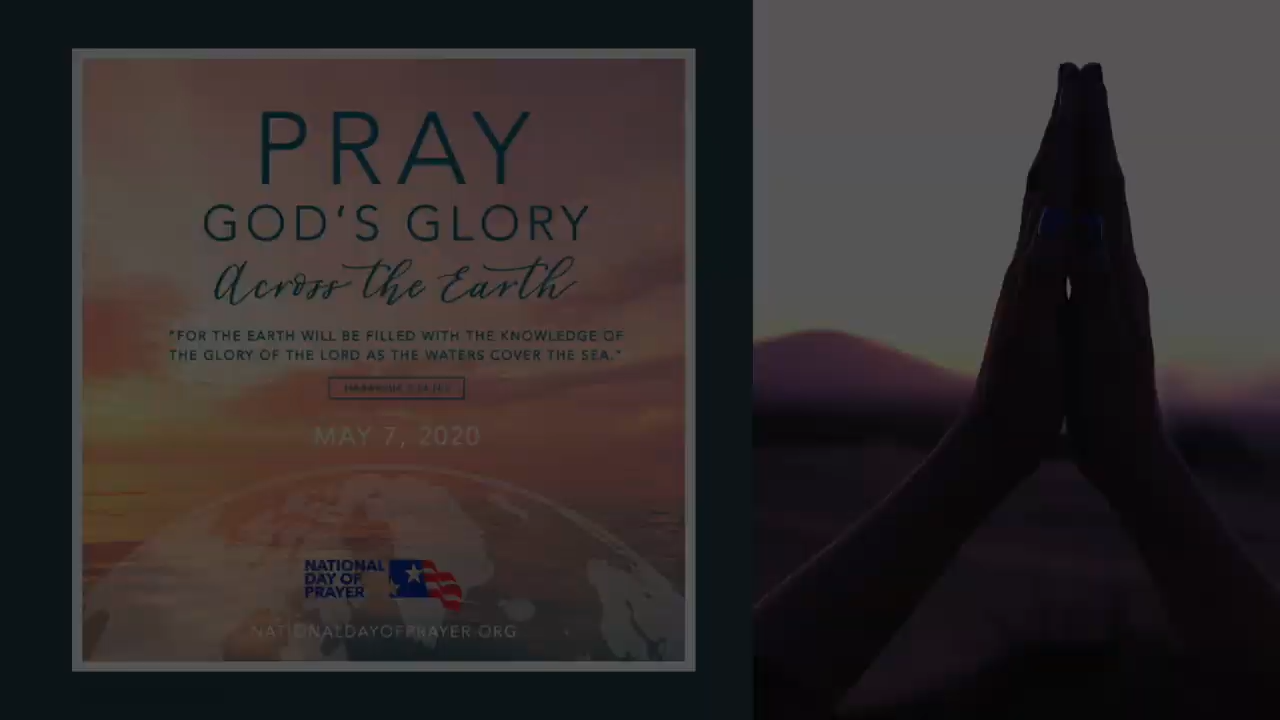 PRAY
GOD'S GLORY
Across the Earth
"FOR THE EARTH WILL BE FILLED WITH THE KNOWLEDGE OF
THE GLORY OF THE LORD AS THE WATERS COVER THE SEA."
MAY 7, 2020
NATIONAL
DAY OF
PRAYER
NATIONALDAYOFPRAYER.ORG